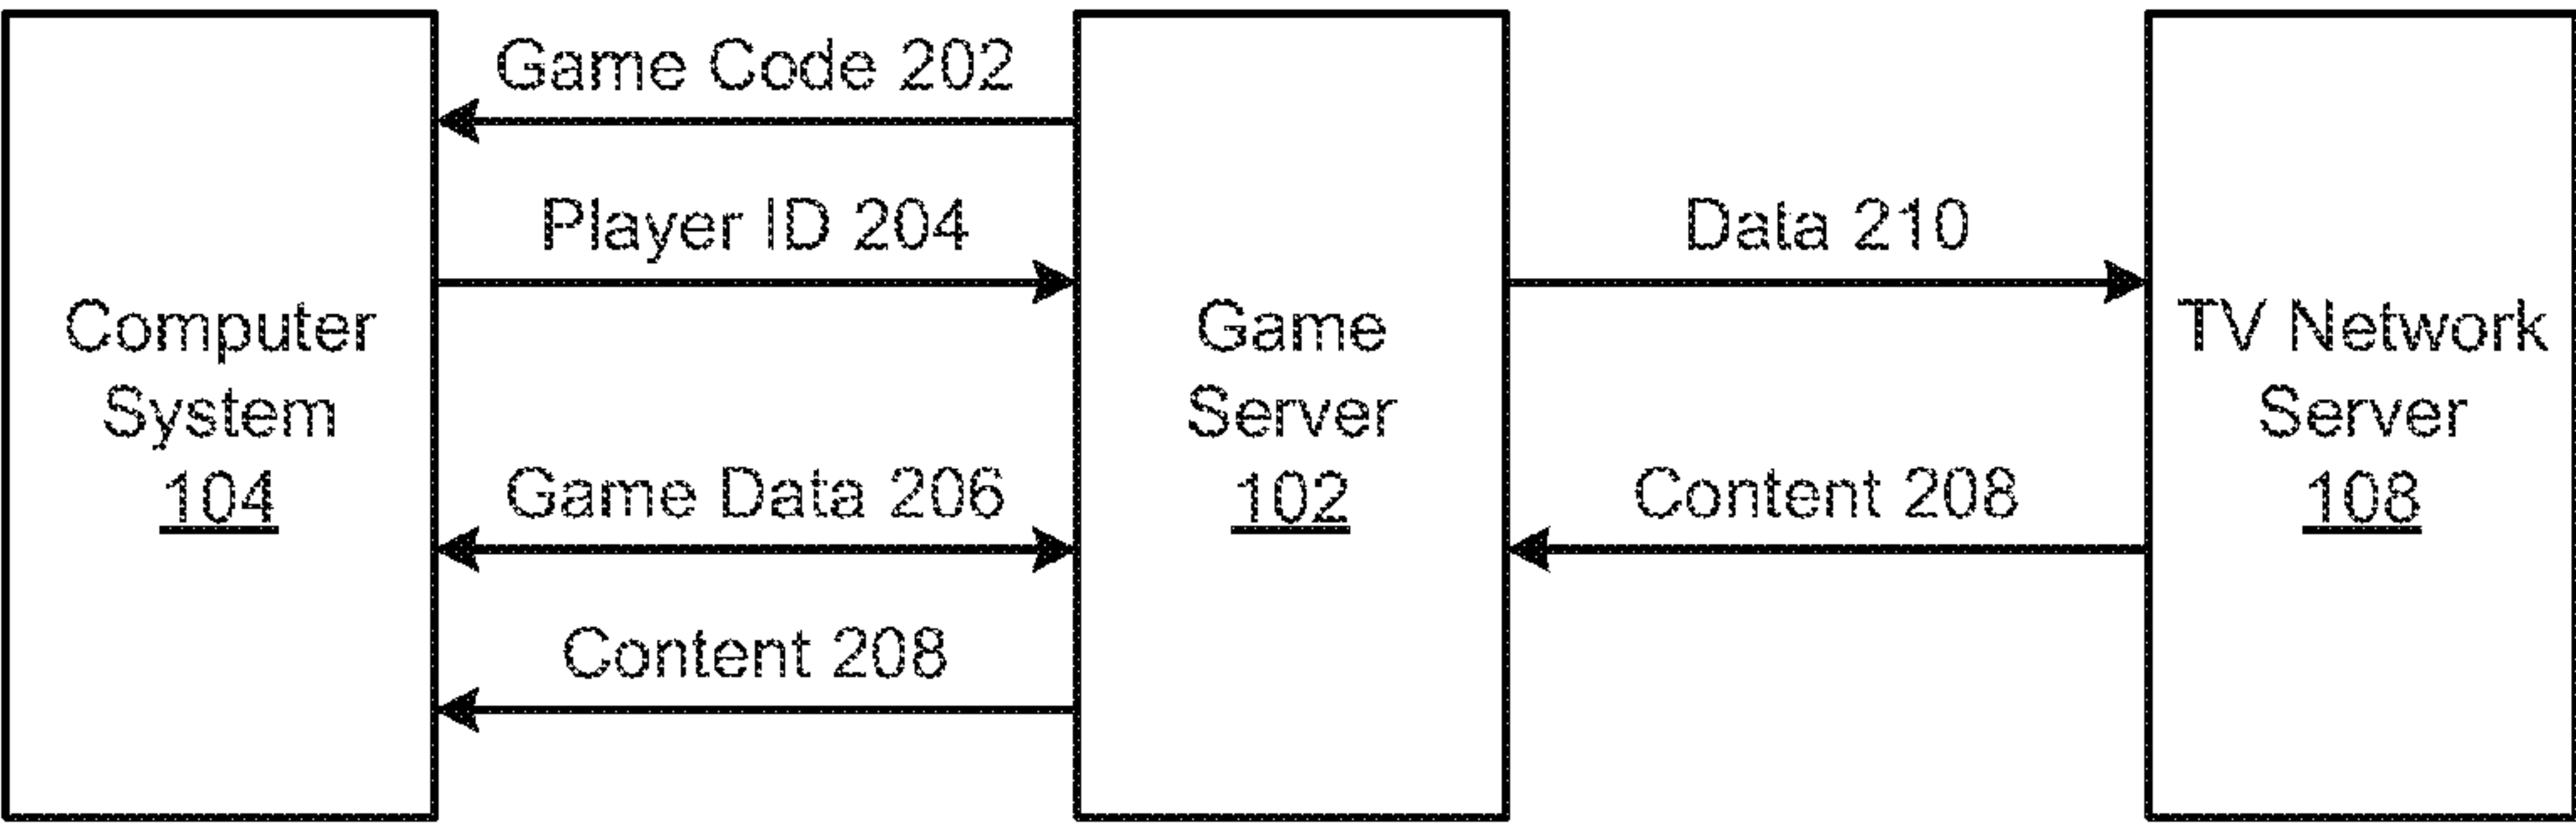 Game Code 202
Player ID 204
Data 210
Computer
System
104
Game
Server
102
TV Network
Server
108
Game Data 206
Content 208
Content 208